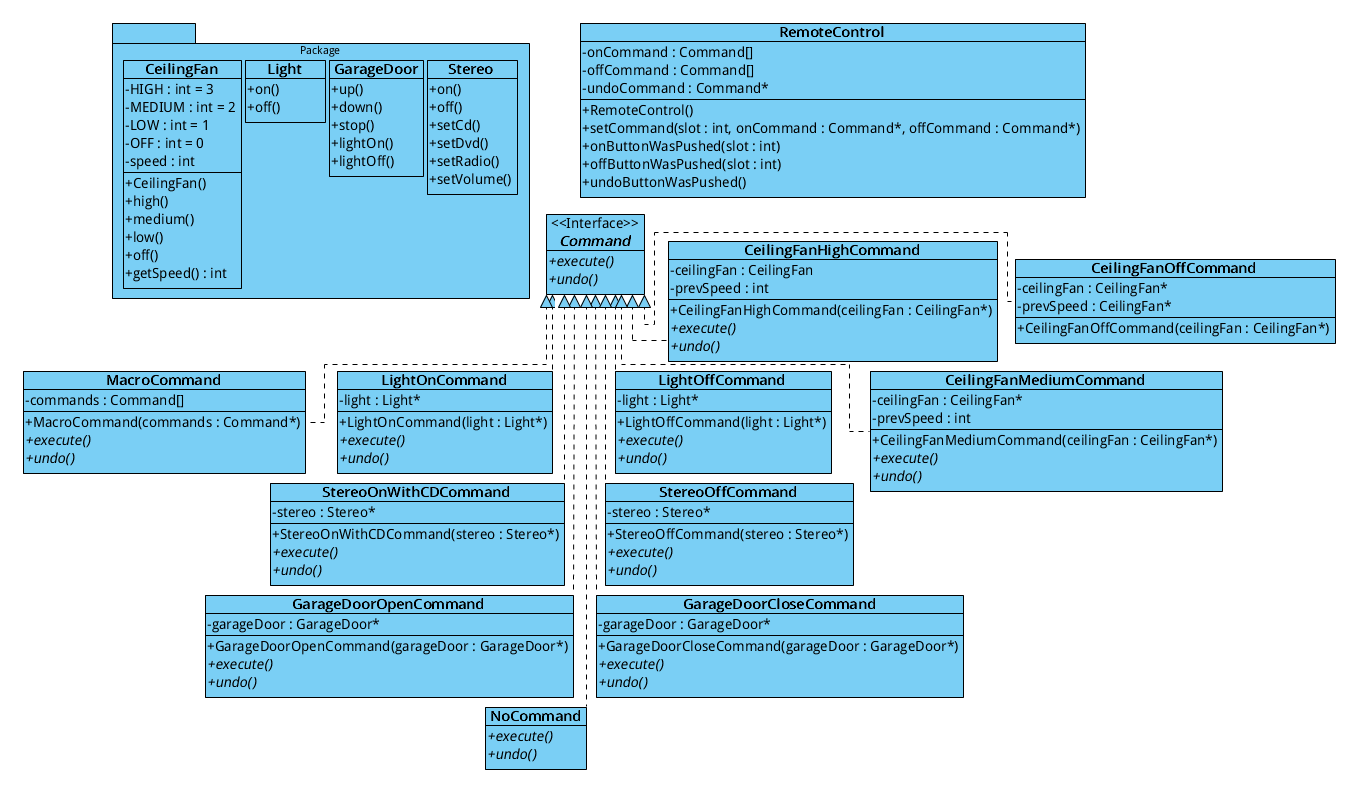 Package
CeilingFan
-HIGH : int = 3
-MEDIUM : int = 2
-LOW : int = 1
-OFF : int = 0
-speed : int
+CeilingFan()
+high()
+medium()
+low()
+off()
+getSpeed() : int
Light
+on()
+off()
GarageDoor
+up()
+down()
+stop()
+lightOn()
+lightOff()
Stereo
+on()
+off()
+setCd()
+setDvd()
+setRadio()
+setVolume()
RemoteControl
-onCommand : Command[]
-offCommand : Command[]
-undoCommand : Command*
+RemoteControl()
+setCommand(slot : int, onCommand : Command*, offCommand : Command*)
+onButtonWasPushed(slot : int)
+offButtonWasPushed(slot : int)
+undoButtonWasPushed()
<<Interface>>
Command
+execute()
+undo()
CeilingFanHighCommand
-ceilingFan : CeilingFan
-prevSpeed : int
+CeilingFanHighCommand(ceilingFan : CeilingFan*)
+execute()
+undo()
CeilingFanOffCommand
-ceilingFan : CeilingFan*
-prevSpeed : CeilingFan*
+CeilingFanOffCommand(ceilingFan : CeilingFan*)
MacroCommand
-commands : Command[]
+MacroCommand(commands : Command*)
+execute()
+undo()
LightOnCommand
-light : Light*
+LightOnCommand(light : Light*)
+execute()
+undo()
LightOffCommand
-light : Light*
+LightOffCommand(light : Light*)
+execute()
+undo()
CeilingFanMediumCommand
-ceilingFan : CeilingFan*
-prevSpeed : int
+CeilingFanMediumCommand(ceilingFan : CeilingFan*)
+execute()
+undo()
StereoOnWithCDCommand
-stereo : Stereo*
+StereoOnWithCDCommand(stereo : Stereo*)
+execute()
+undo()
StereoOffCommand
-stereo : Stereo*
+StereoOffCommand(stereo : Stereo*)
+execute()
+undo()
GarageDoorOpenCommand
-garageDoor : GarageDoor*
+GarageDoorOpenCommand(garageDoor : GarageDoor*)
+execute()
+undo()
GarageDoorCloseCommand
-garageDoor : GarageDoor*
+GarageDoorCloseCommand(garageDoor : GarageDoor*)
+execute()
+undo()
NoCommand
+execute()
+undo()